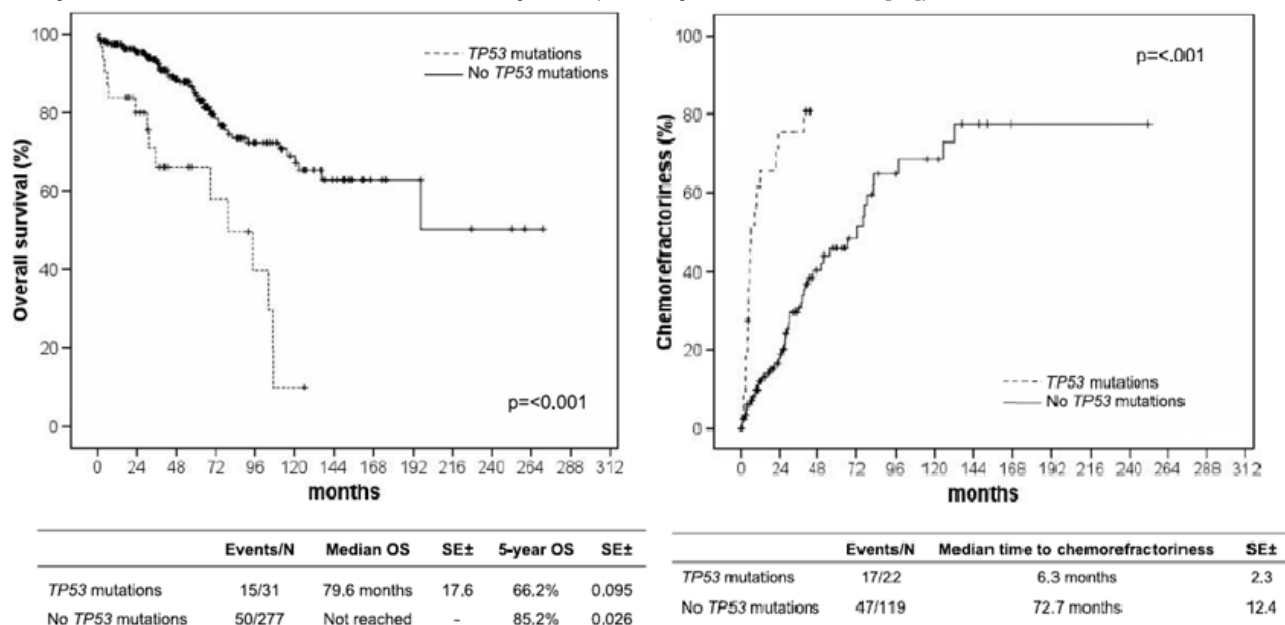 100
80
60
40
20
0
Overall survival (%)
TP53 mutations
No TP53 mutations
p=<0.001
0 24 48 72 96 120 144 168 192 216 240 264 288 312
months
Events/N Median OS SE± 5-year OS SE±
TP53 mutations 15/31 79.6 months 17.6 66.2% 0.095
No TP53 mutations 50/277 Not reached - 85.2% 0.026
100
80
60
40
20
0
Chemorefractoriness (%)
p=<.001
TP53 mutations
No TP53 mutations
0 24 48 72 96 120 144 168 192 216 240 264 288 312
months
Events/N Median time to chemorefractoriness SE±
TP53 mutations 17/22 6.3 months 2.3
No TP53 mutations 47/119 72.7 months 12.4